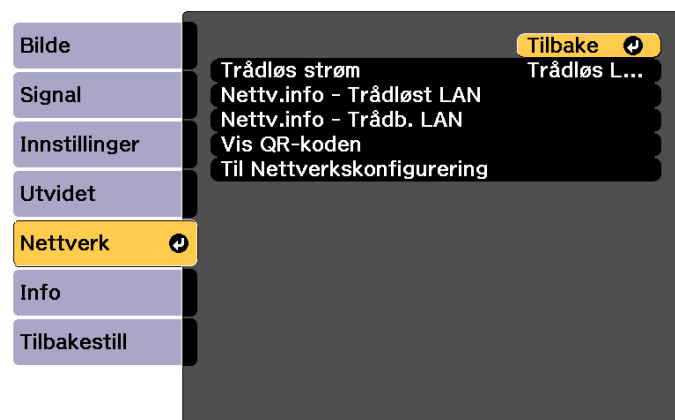 Bilde
Signal
Innstillinger
Utvidet
Nettverk
Info
Tilbakestill
Tilbake
Trådløs strøm Trådløs L...
Nettv.info - Trådløst LAN
Nettv.info - Trådb. LAN
Vis QR-koden
Til Nettverkskonfigurering